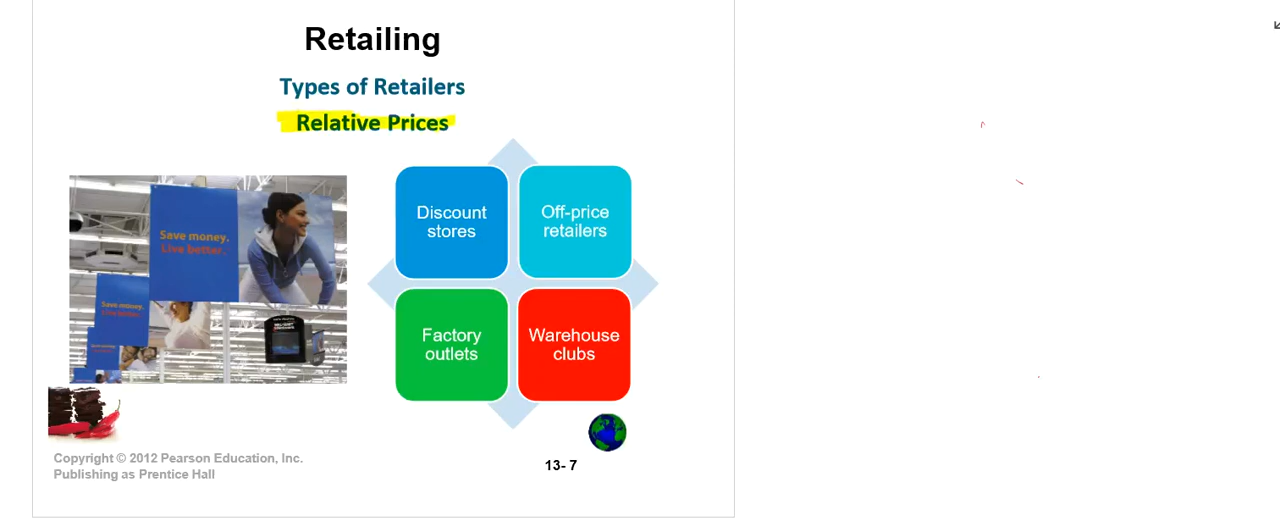 Retailing
Types of Retailers
Relative Prices
Save money.
Live better.
Save money.
Live better.
Discount
stores
Off-price
retailers
Factory
outlets
Warehouse
clubs
Copyright © 2012 Pearson Education, Inc.
Publishing as Prentice Hall
13- 7